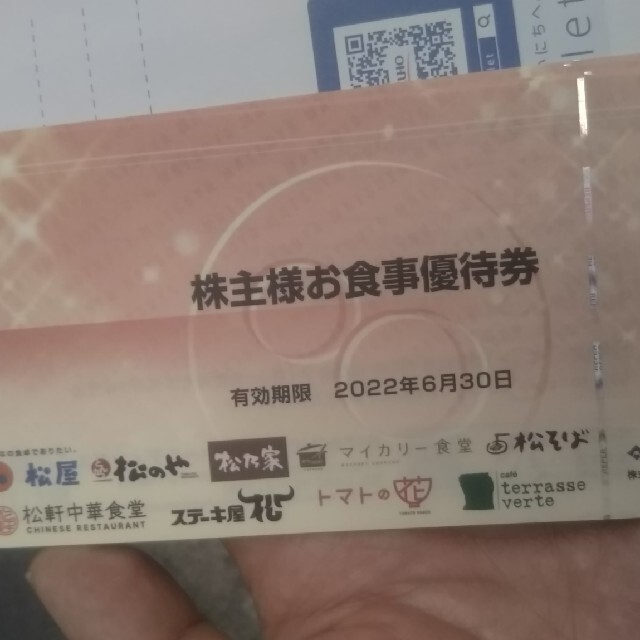 株主様お食事優待券
有効期限 2022年6月30日
松屋 松のや 松乃家 マイカリー食堂 松そば
松軒中華食堂 ステーキ屋松 トマトの花 café terrasse verte
CHINESE RESTAURANT